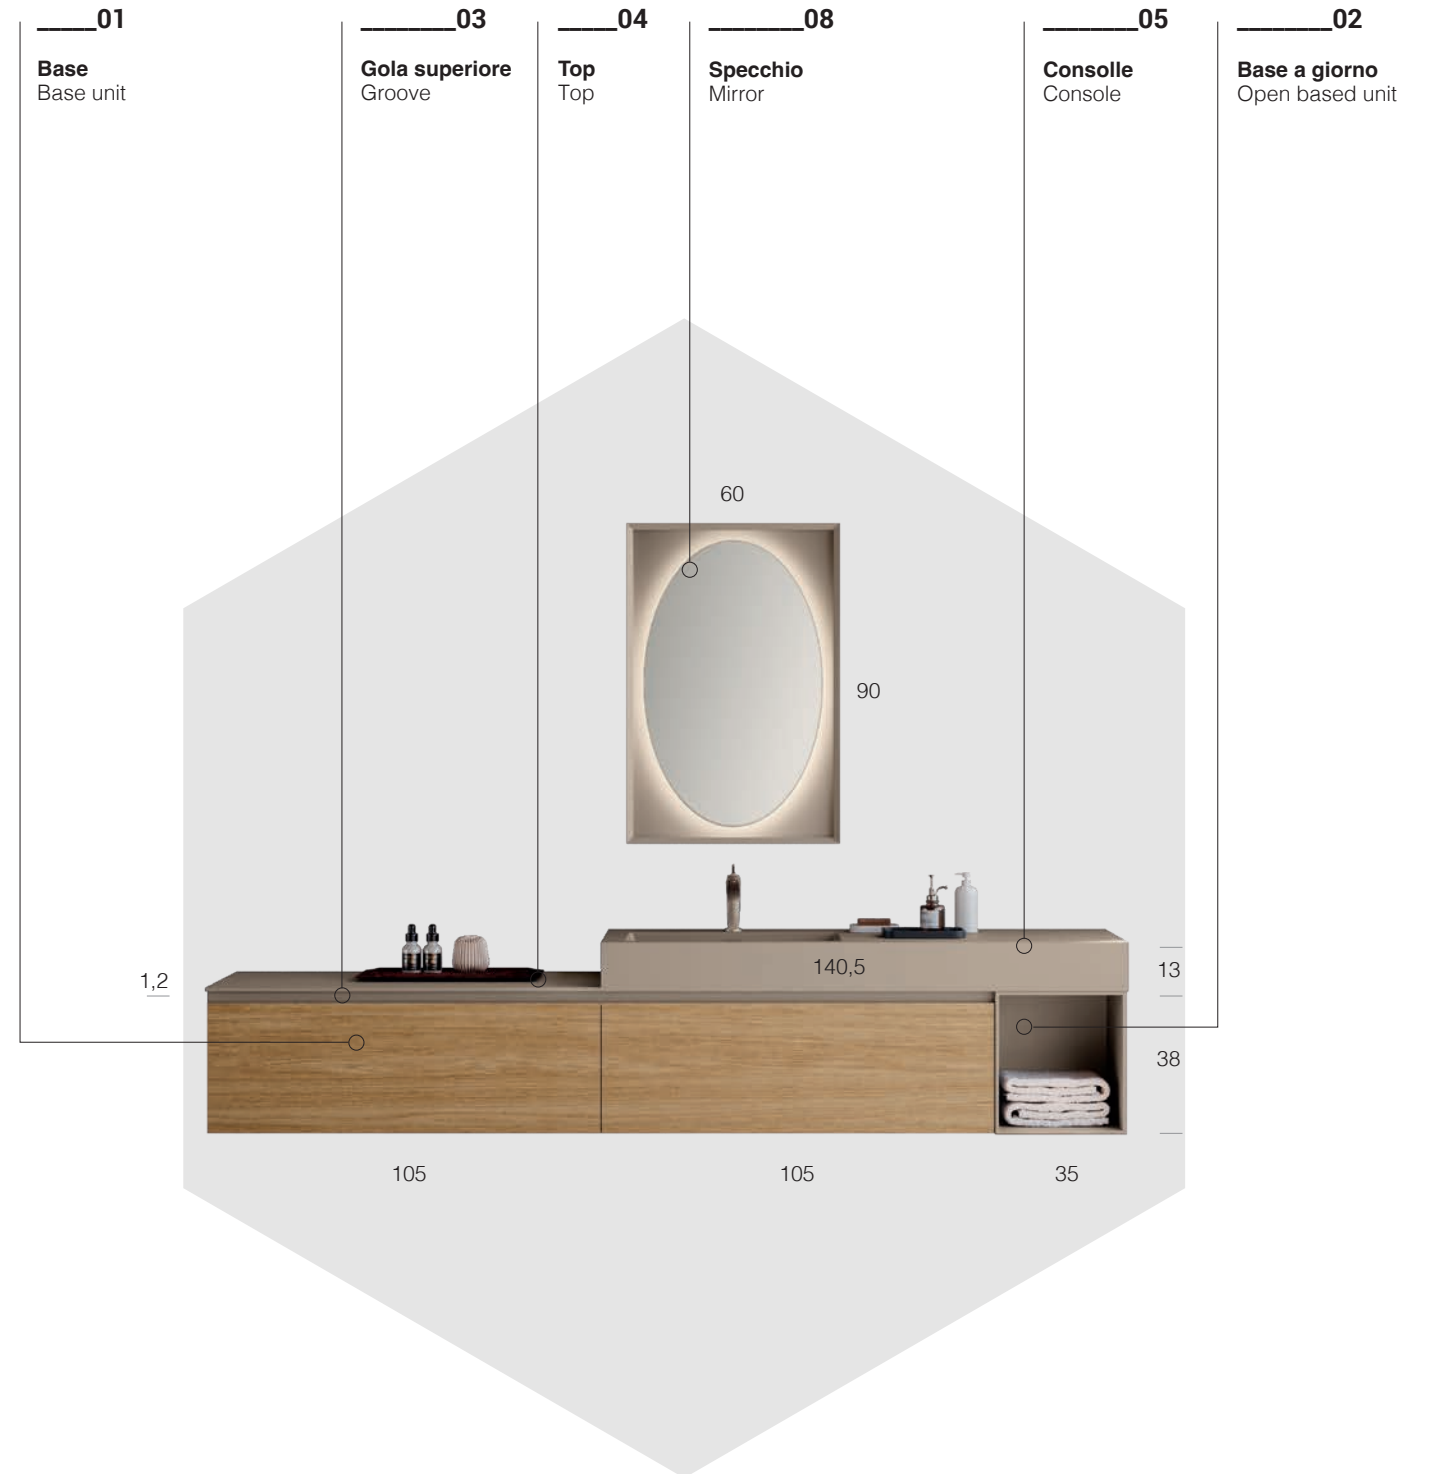 _____01
Base
Base unit
________03
Gola superiore
Groove
_____04
Top
Top
________08
Specchio
Mirror
________05
Consolle
Console
________02
Base a giorno
Open based unit
60
90
1,2
140,5
13
38
105
105
35